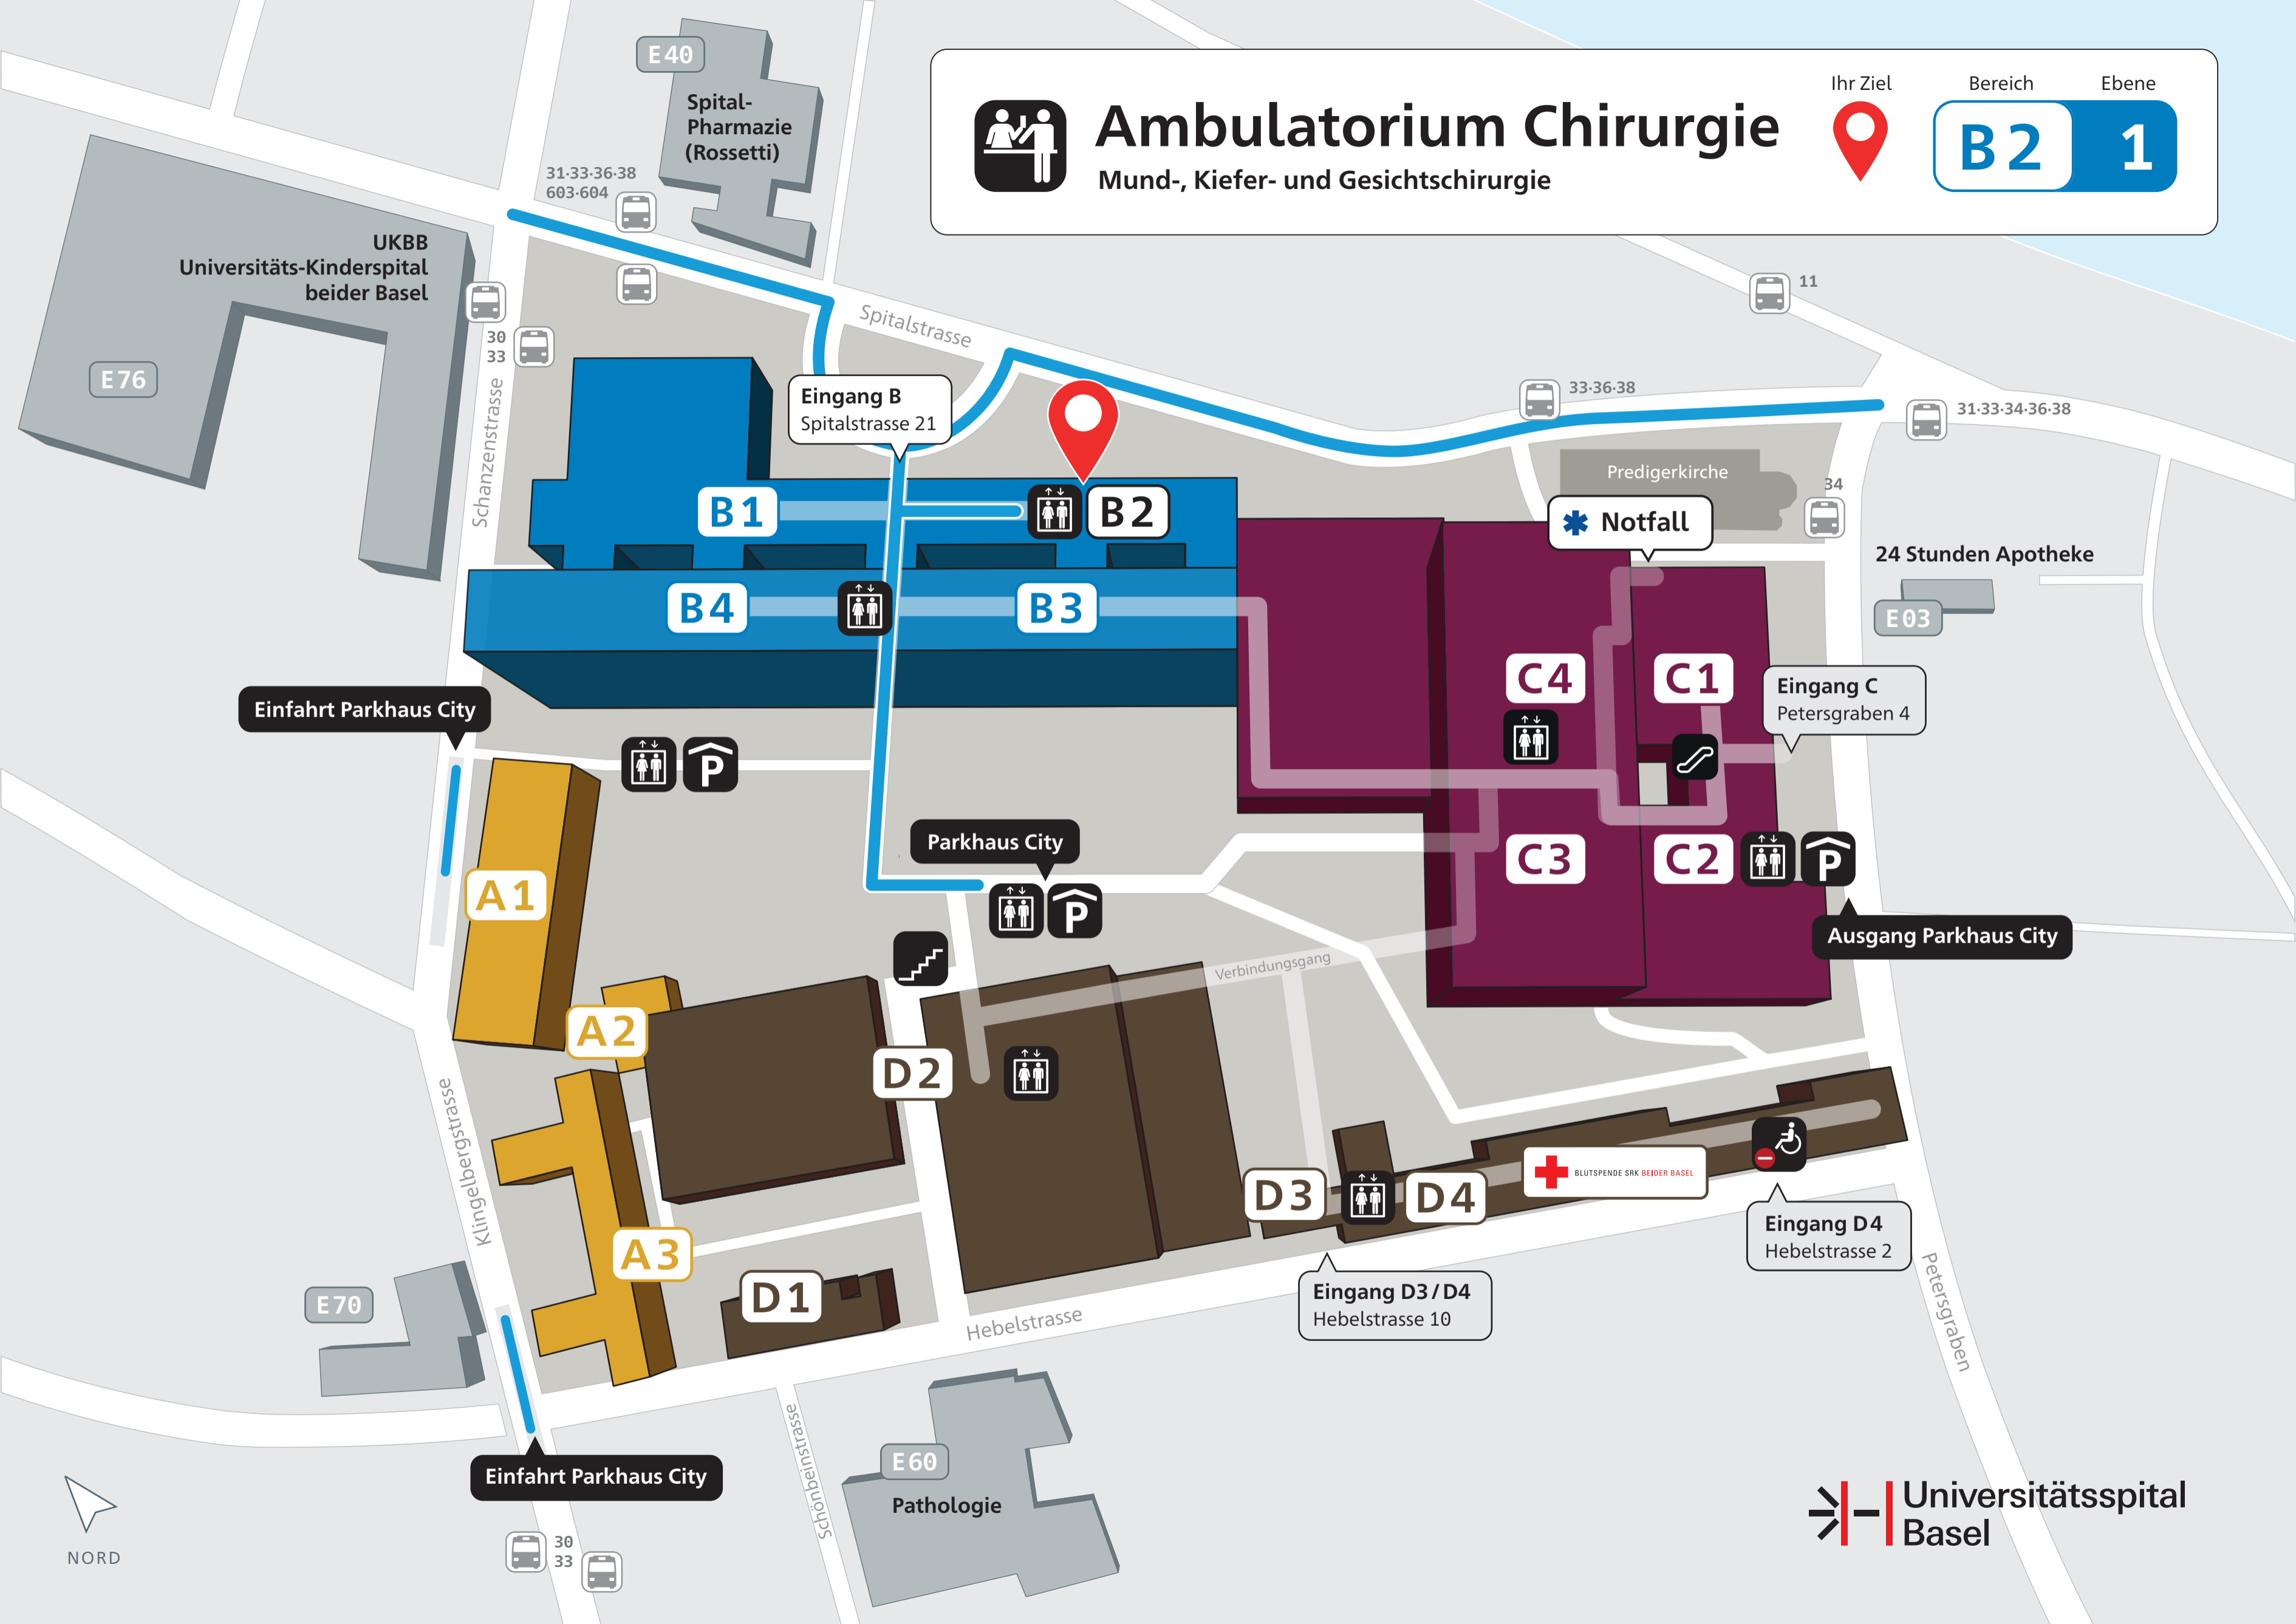 E40
Spital-
Pharmazie
(Rossetti)
Ambulatorium Chirurgie
Mund-, Kiefer- und Gesichtschirurgie
Ihr Ziel
Bereich
Ebene
B2
1
31·33·36·38
603·604
UKBB
Universitäts-Kinderspital
beider Basel
E76
30
33
Schanzenstrasse
Spitalstrasse
11
33·36·38
31·33·34·36·38
Eingang B
Spitalstrasse 21
Predigerkirche
34
Notfall
B1
B2
B4
B3
24 Stunden Apotheke
E03
Einfahrt Parkhaus City
C4
C1
Eingang C
Petersgraben 4
P
Parkhaus City
C3
C2
P
A1
P
Ausgang Parkhaus City
Verbindungsgang
A2
D2
Klingelbergstrasse
D3
D4
BLUTSPENDE SRK BEIDER BASEL
Eingang D4
Hebelstrasse 2
A3
D1
E70
Eingang D3/D4
Hebelstrasse 10
Hebelstrasse
Petersgraben
Schönbeinstrasse
E60
Pathologie
Einfahrt Parkhaus City
NORD
30
33
Universitätsspital
Basel